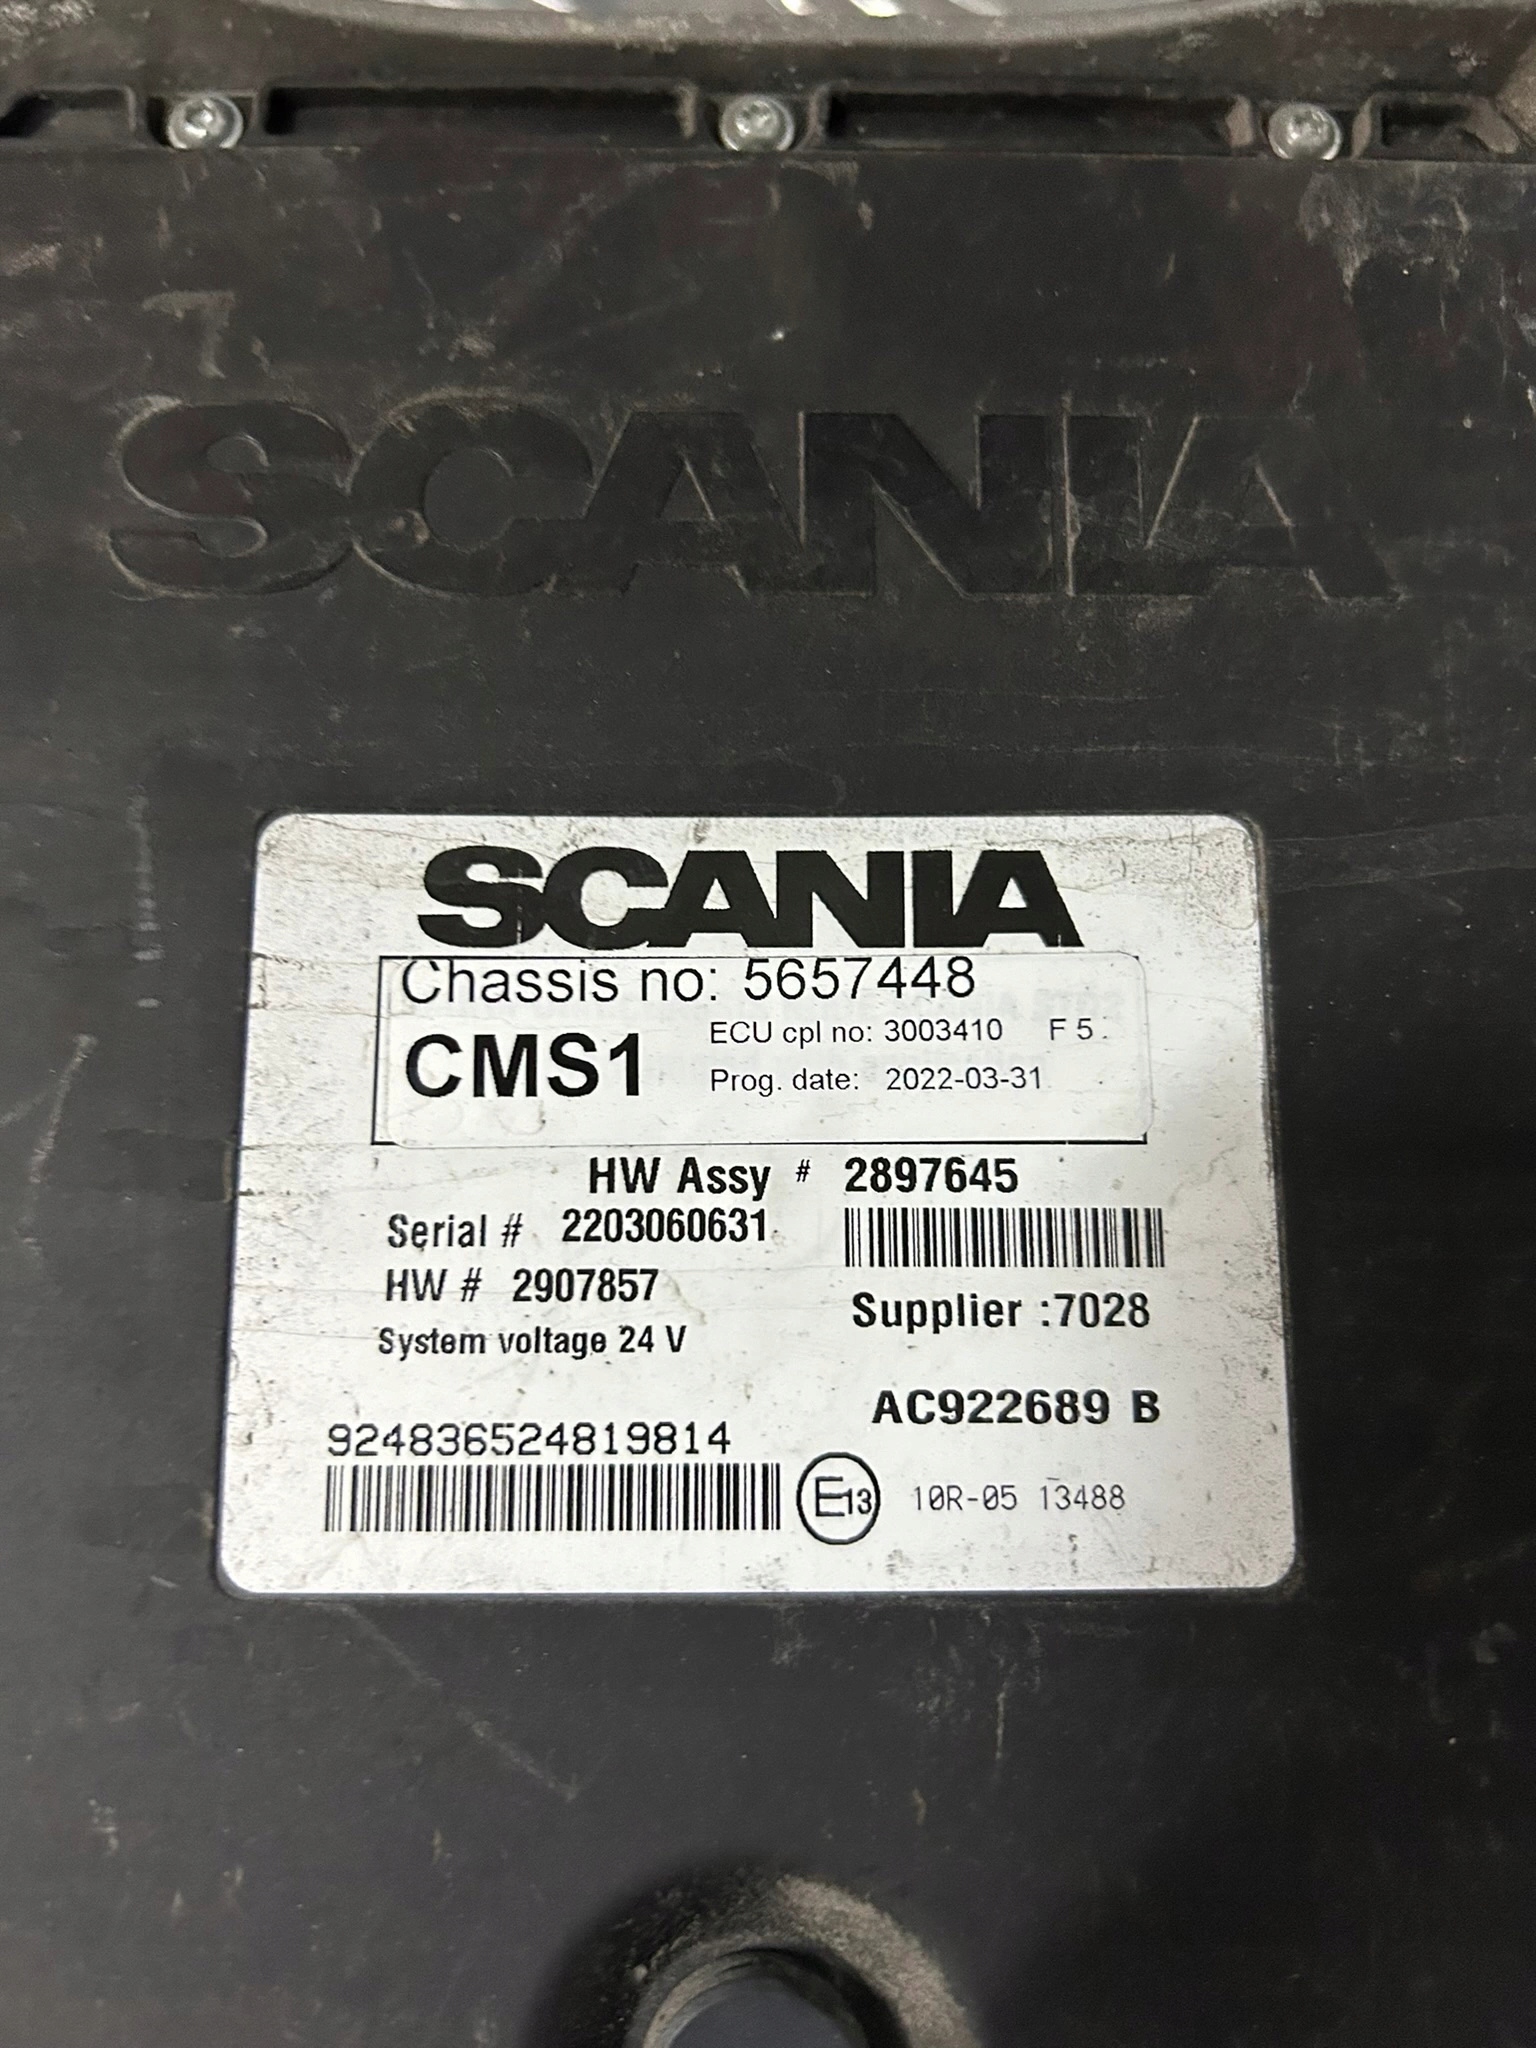 SCANIA
SCANIA
Chassis no: 5657448
CMS1 ECU cpl no: 3003410 F 5.
Prog. date: 2022-03-31
HW Assy # 2897645
Serial # 2203060631
HW # 2907857
Supplier :7028
System voltage 24 V
AC922689 B
924836524819814
E13 10R-05 13488